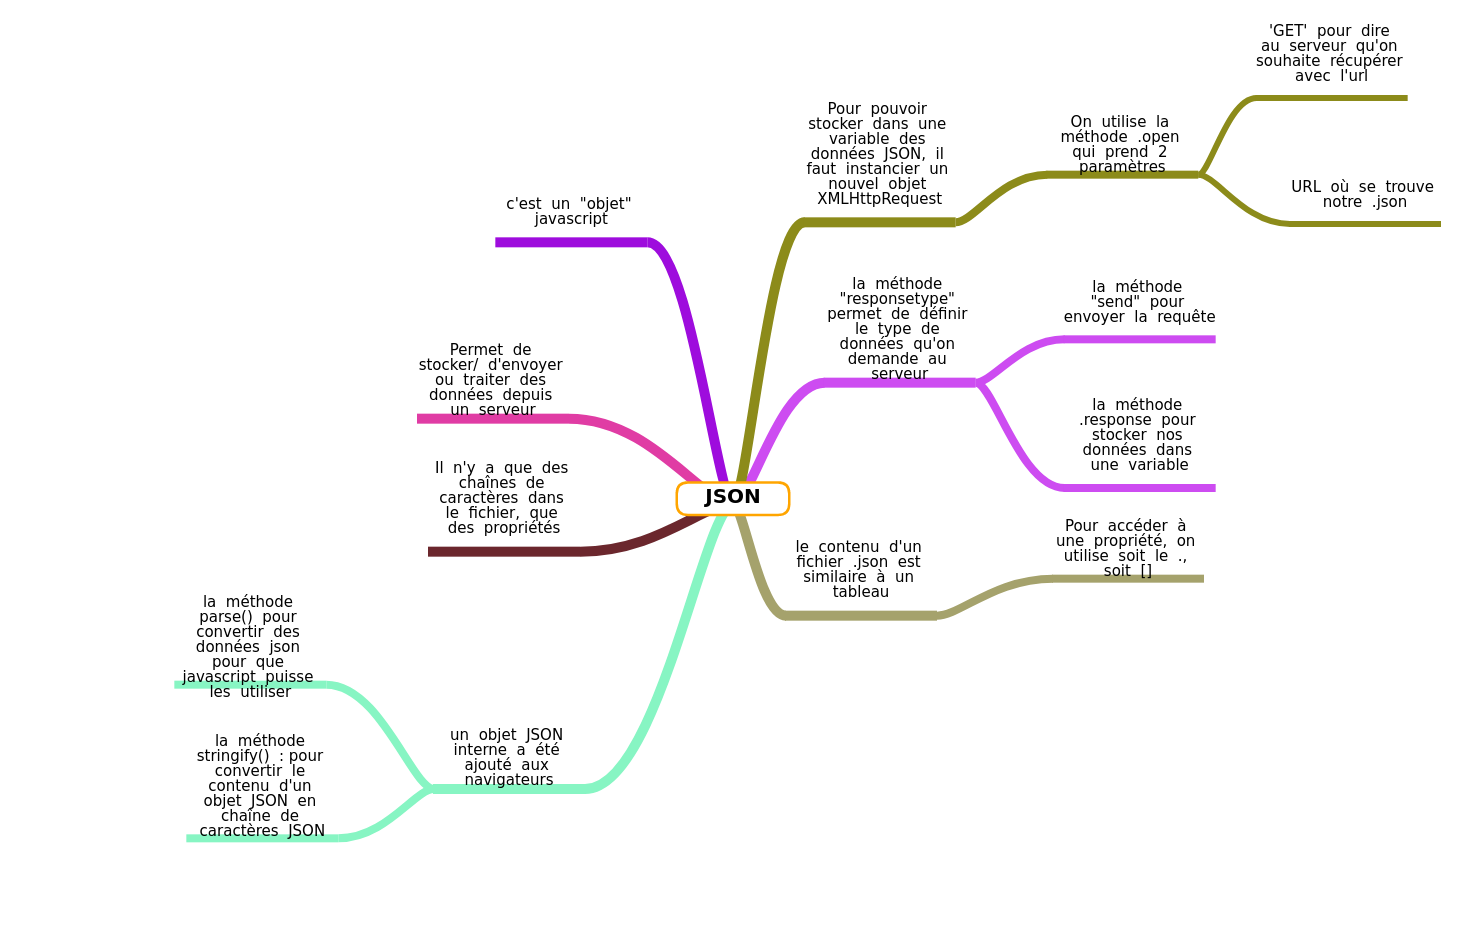 'GET' pour dire
au serveur qu'on
souhaite récupérer
avec l'url
Pour pouvoir
stocker dans une
variable des
données JSON, il
faut instancier un
nouvel objet
XMLHttpRequest
On utilise la
méthode .open
qui prend 2
paramètres
URL où se trouve
notre .json
c'est un "objet"
javascript
la méthode
"responsetype"
permet de définir
le type de
données qu'on
demande au
serveur
la méthode
"send" pour
envoyer la requête
Permet de
stocker/ d'envoyer
ou traiter des
données depuis
un serveur
la méthode
.response pour
stocker nos
données dans
une variable
Il n'y a que des
chaînes de
caractères dans
le fichier, que
des propriétés
JSON
Pour accéder à
une propriété, on
utilise soit le .,
soit []
le contenu d'un
fichier .json est
similaire à un
tableau
la méthode
parse() pour
convertir des
données json
pour que
javascript puisse
les utiliser
un objet JSON
interne a été
ajouté aux
navigateurs
la méthode
stringify() : pour
convertir le
contenu d'un
objet JSON en
chaîne de
caractères JSON